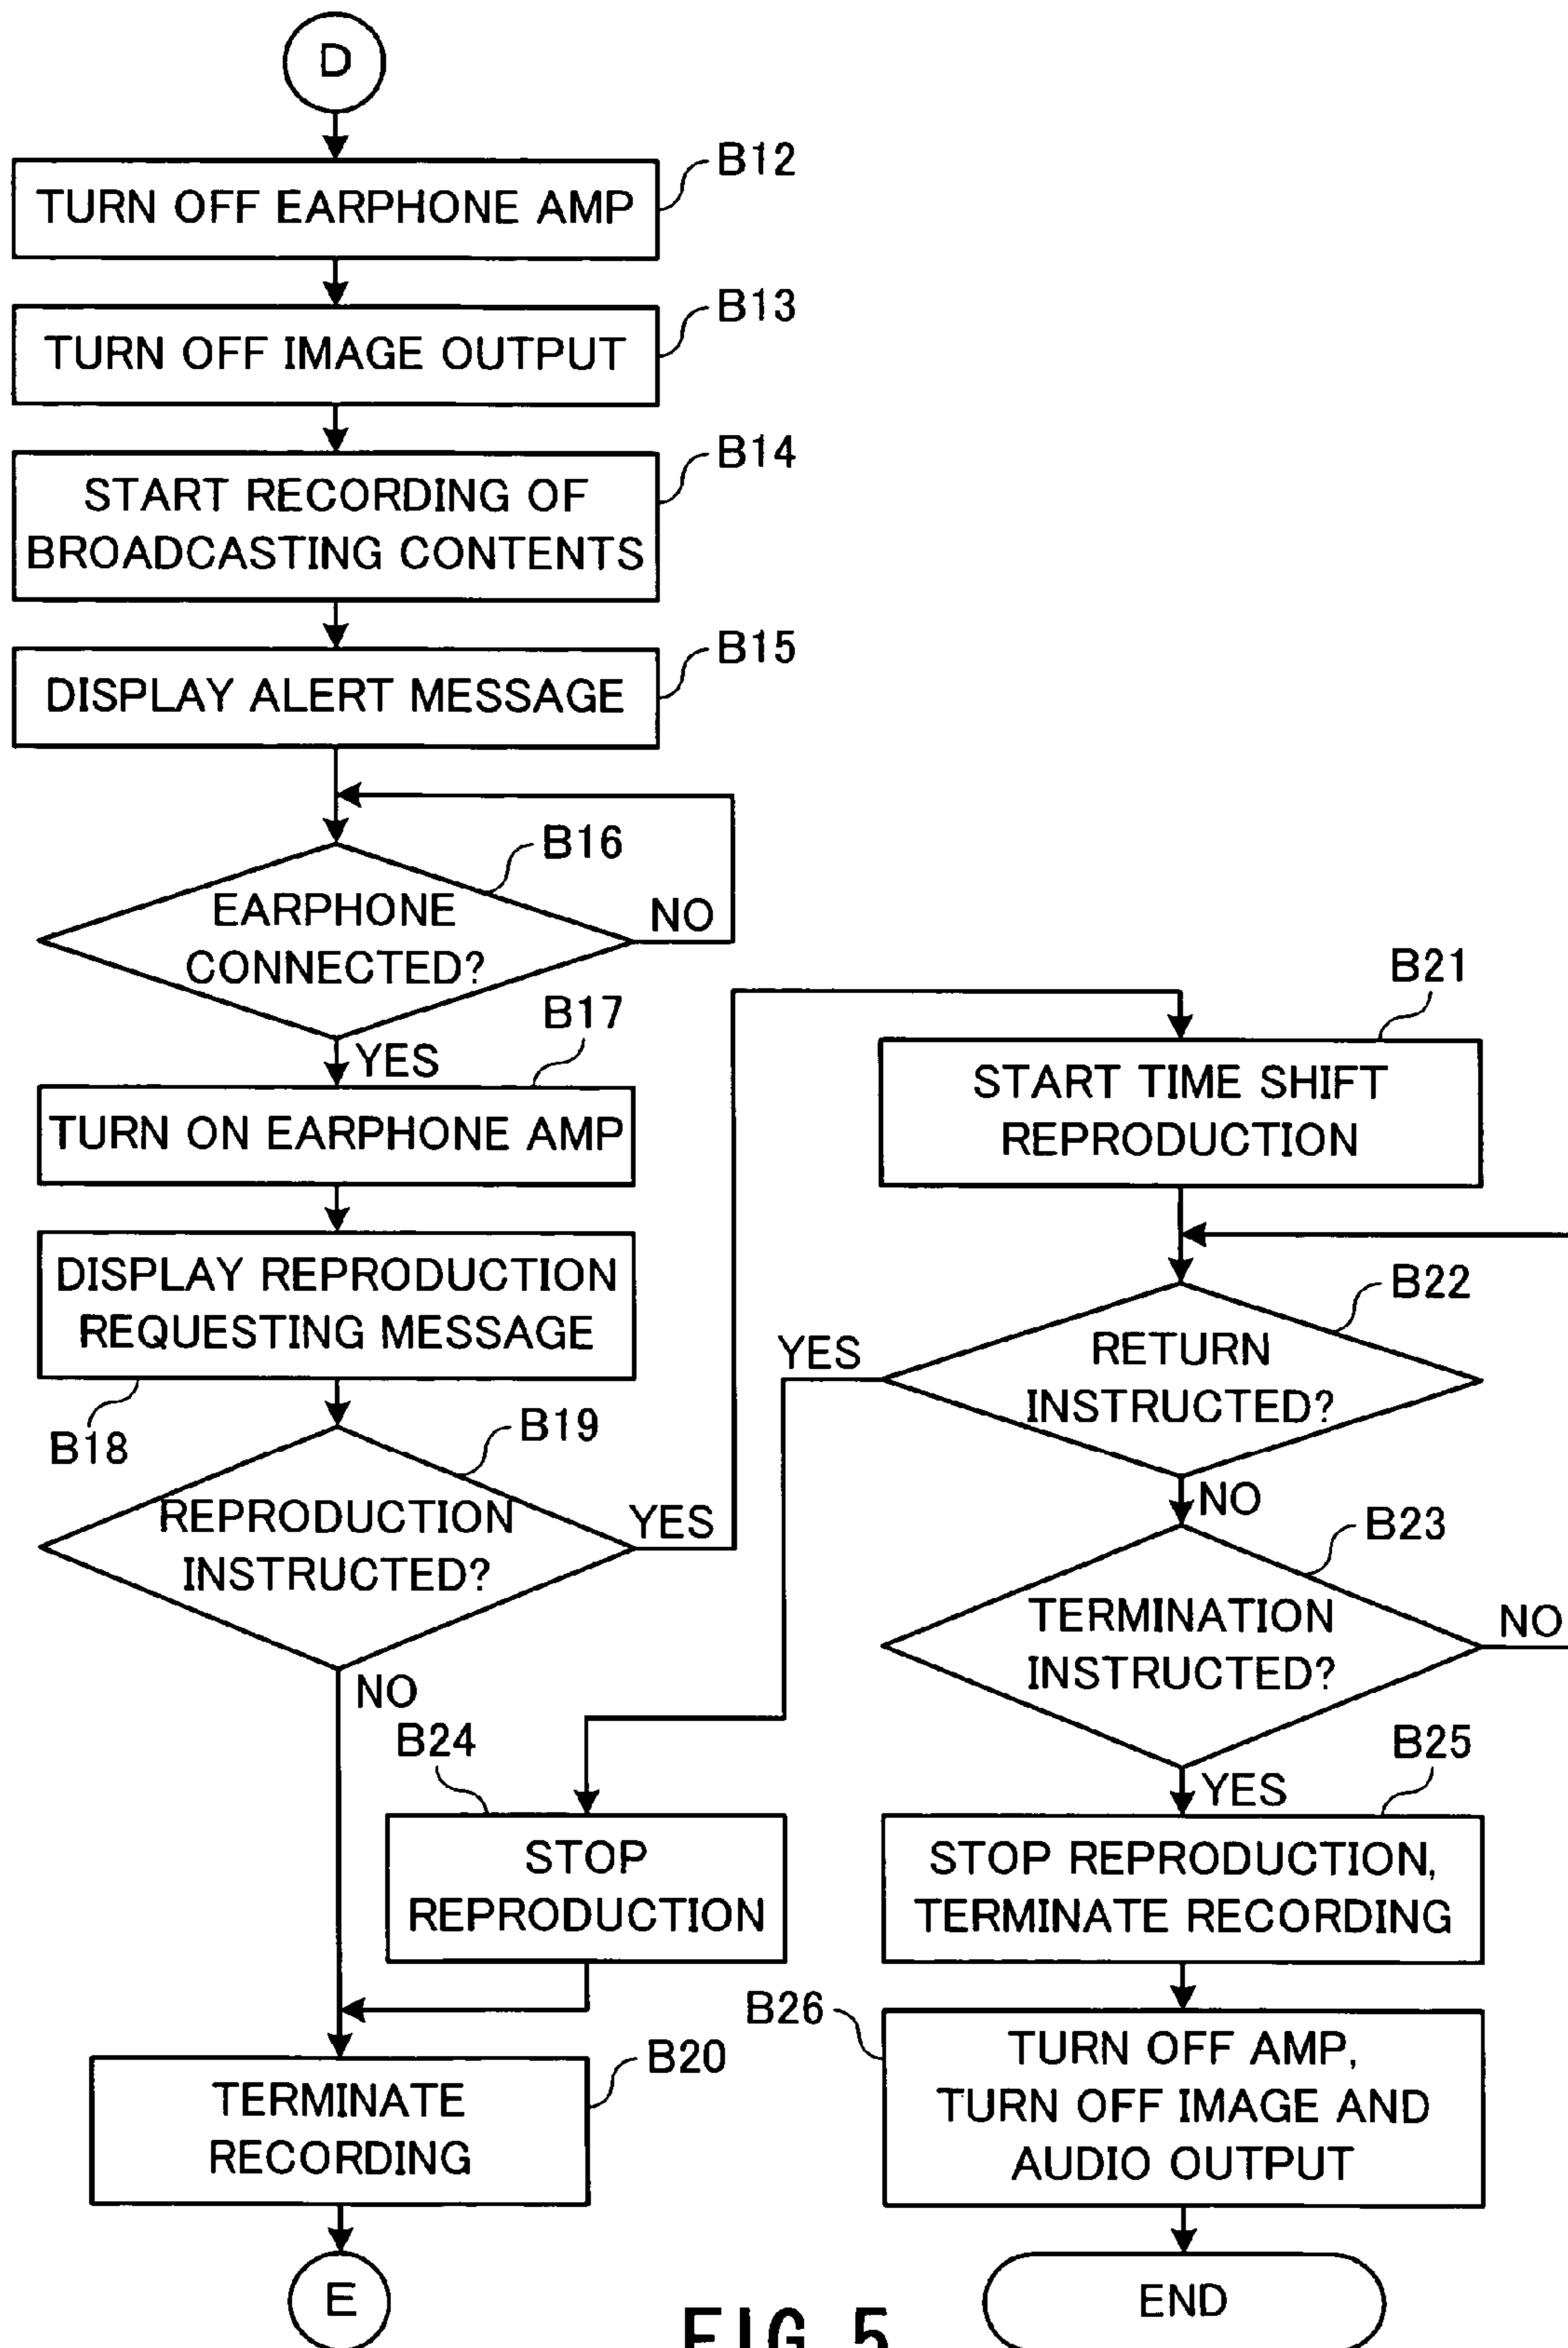 D
B12
TURN OFF EARPHONE AMP
B13
TURN OFF IMAGE OUTPUT
B14
START RECORDING OF
BROADCASTING CONTENTS
B15
DISPLAY ALERT MESSAGE
B16
EARPHONE
CONNECTED?
NO
YES
B17
TURN ON EARPHONE AMP
DISPLAY REPRODUCTION
REQUESTING MESSAGE
B18
B19
REPRODUCTION
INSTRUCTED?
YES
NO
B21
START TIME SHIFT
REPRODUCTION
B22
RETURN
INSTRUCTED?
YES
NO
B23
TERMINATION
INSTRUCTED?
NO
YES
B24
STOP
REPRODUCTION
B25
STOP REPRODUCTION,
TERMINATE RECORDING
B20
TERMINATE
RECORDING
B26
TURN OFF AMP,
TURN OFF IMAGE AND
AUDIO OUTPUT
E
END
FIG. 5